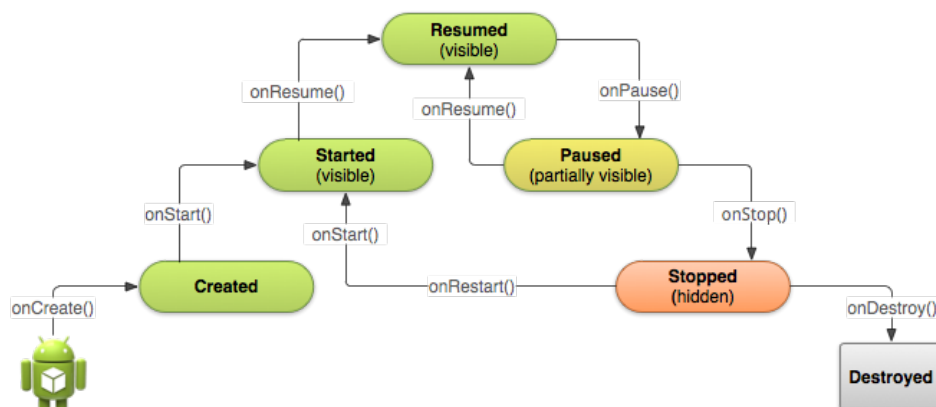 Resumed
(visible)
onResume()
onResume()
onPause()
Started
(visible)
Paused
(partially visible)
onStart()
onStart()
onStop()
Created
onRestart()
Stopped
(hidden)
onCreate()
onDestroy()
Destroyed